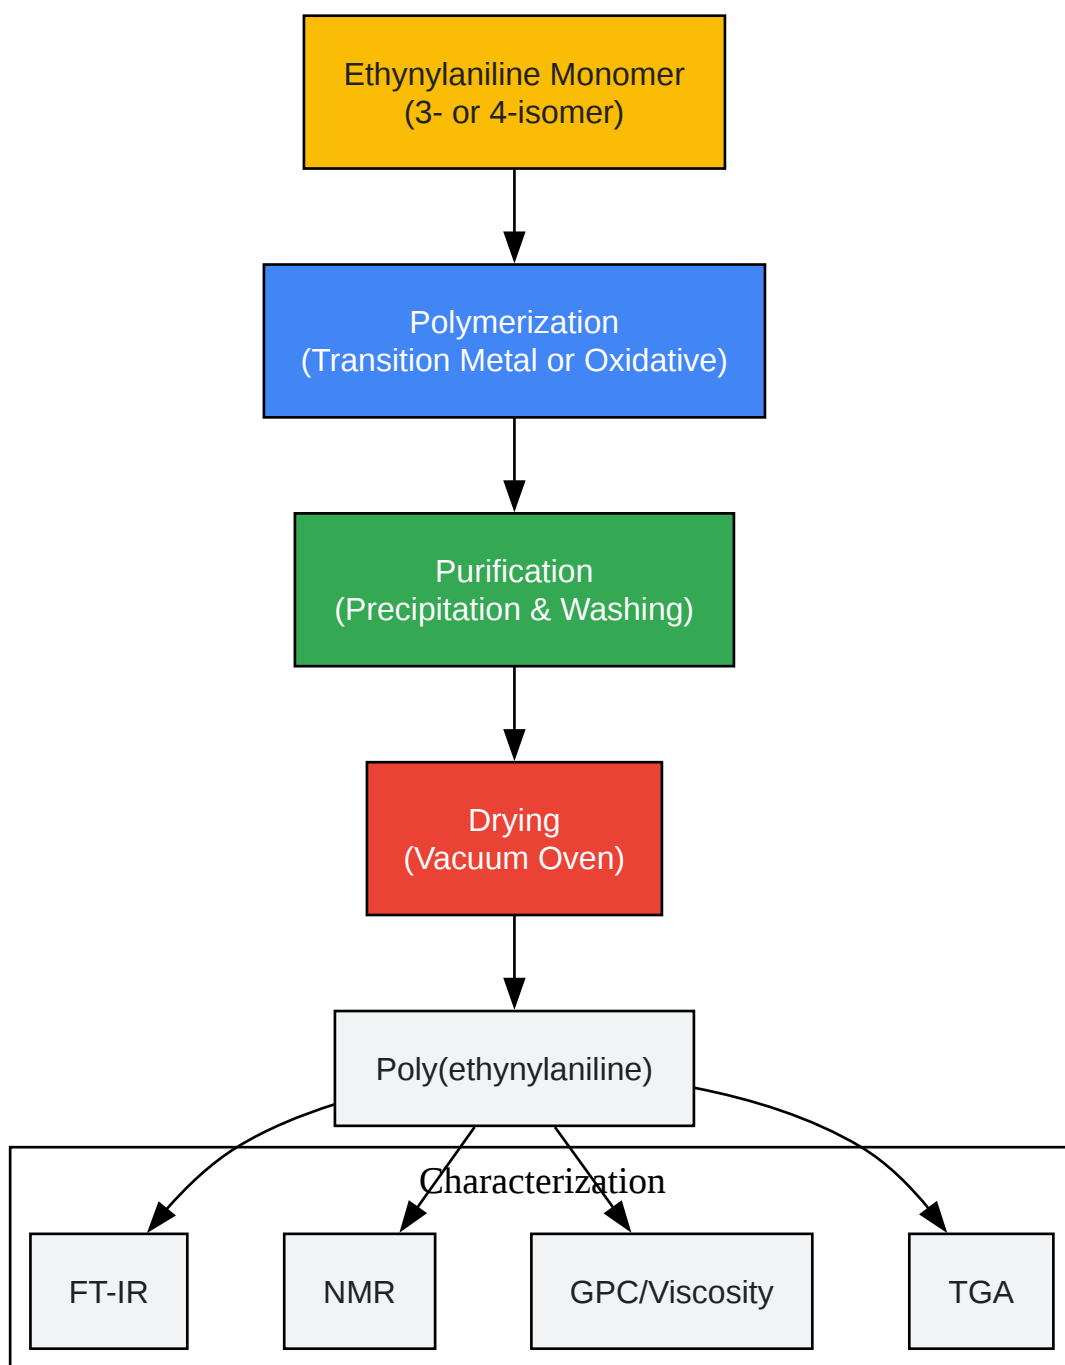 Ethynylaniline Monomer
(3- or 4-isomer)
Polymerization
(Transition Metal or Oxidative)
Purification
(Precipitation & Washing)
Drying
(Vacuum Oven)
Poly(ethynylaniline)
Characterization
FT-IR
NMR
GPC/Viscosity
TGA